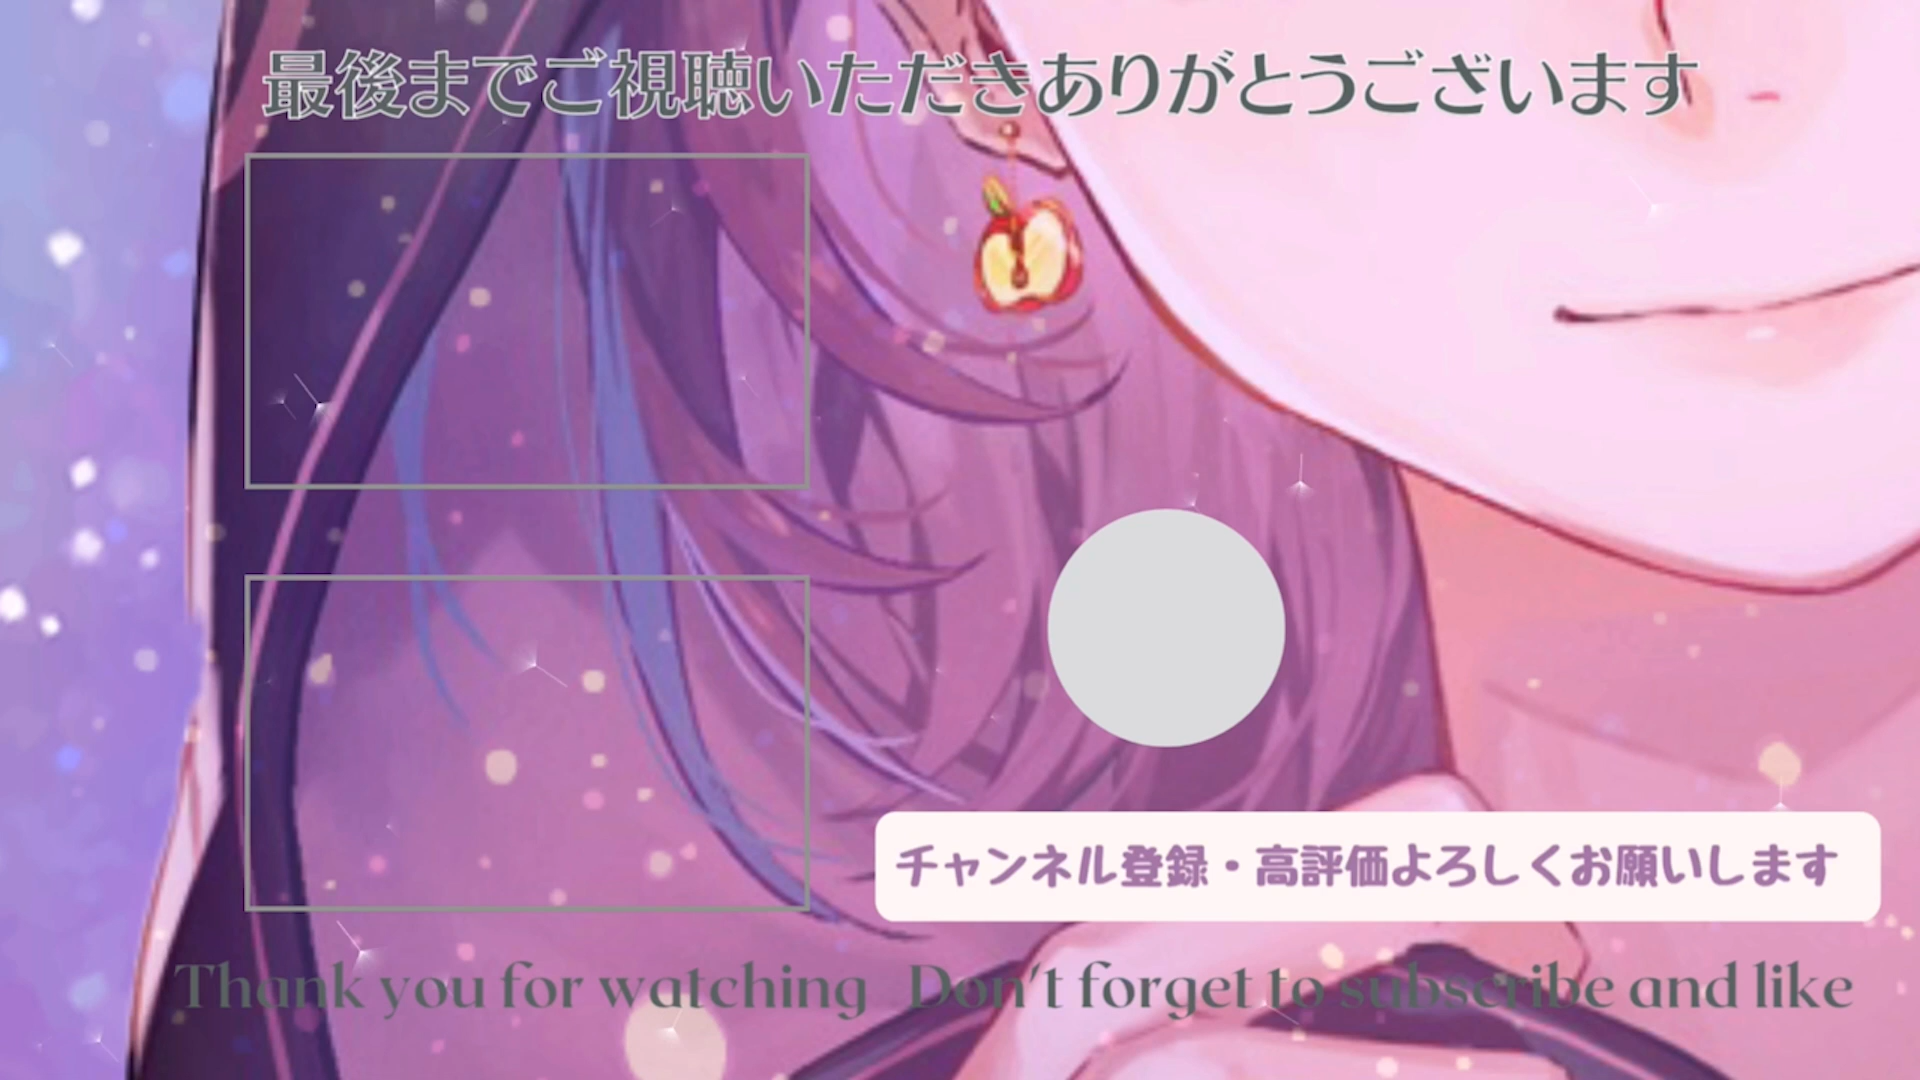 最後までご視聴いただきありがとうございます
チャンネル登録・高評価よろしくお願いします
Thank you for watching Don't forget to subscribe and like